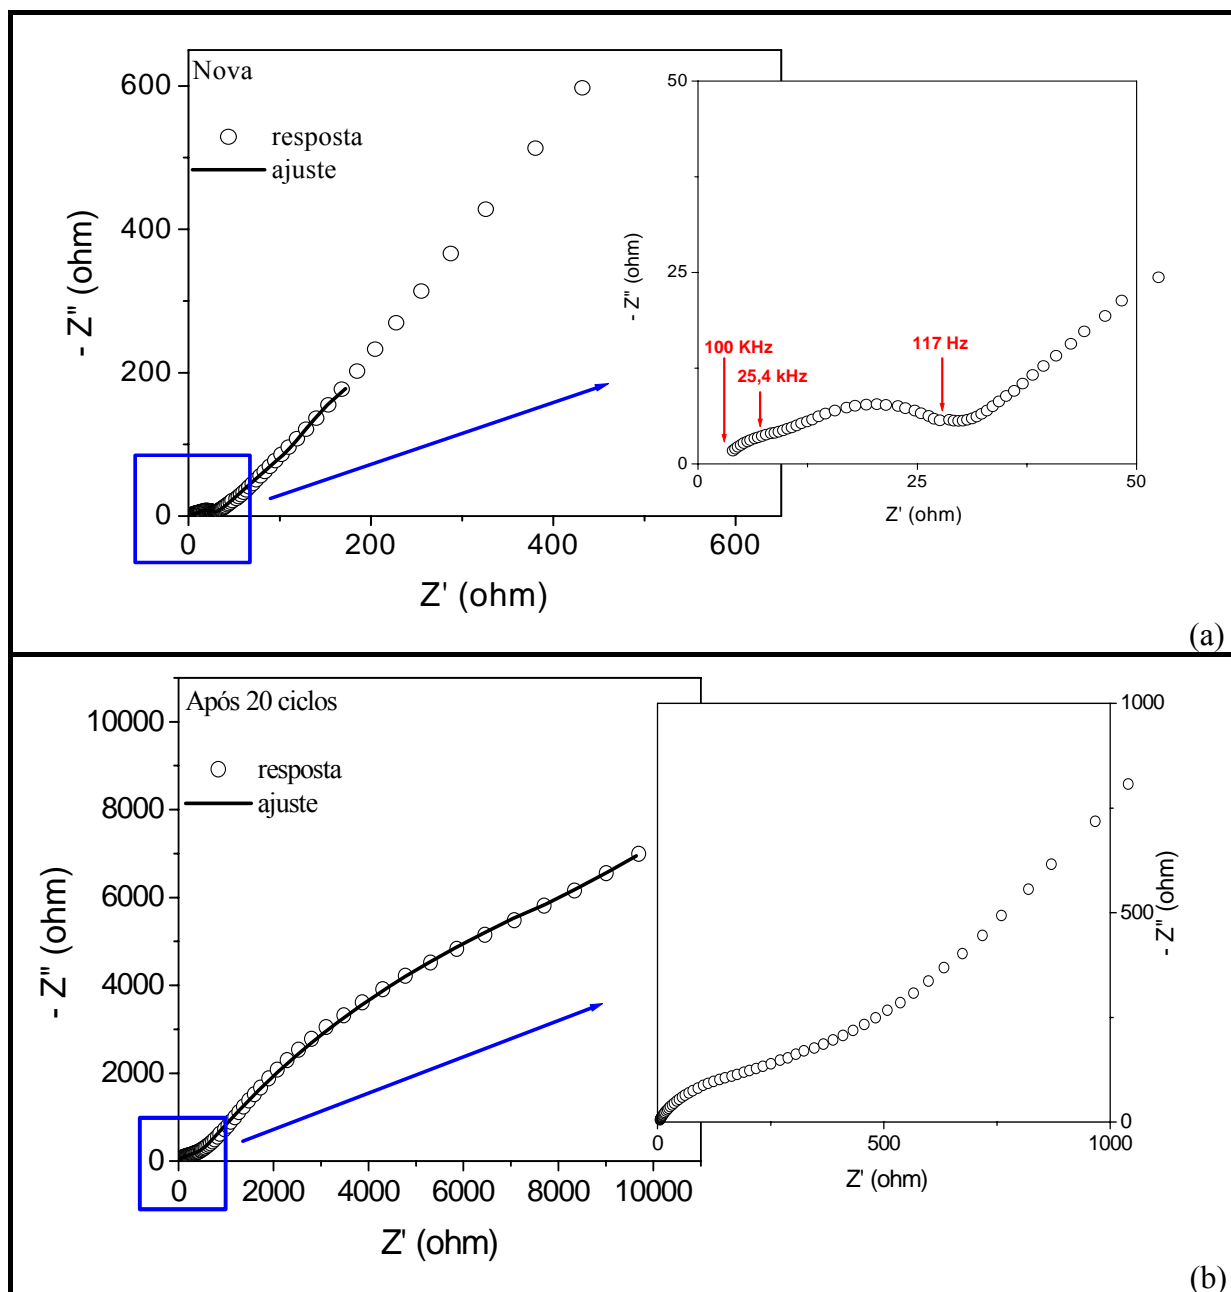 Nova
resposta
ajuste
600
400
200
0
- Z" (ohm)
0
200
400
600
Z' (ohm)
50
25
0
- Z" (ohm)
100 KHz
25,4 kHz
117 Hz
0
25
50
Z' (ohm)
(a)
Após 20 ciclos
resposta
ajuste
10000
8000
6000
4000
2000
0
- Z" (ohm)
0
2000
4000
6000
8000
10000
Z' (ohm)
1000
500
0
- Z" (ohm)
0
500
1000
Z' (ohm)
(b)